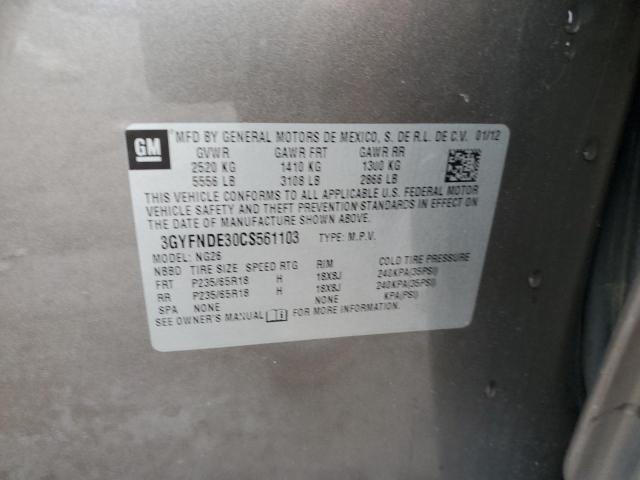 GM MFD BY GENERAL MOTORS DE MEXICO, S. DE R.L. DE C.V. 01/12
GVWR GAWR FRT GAWR RR
2520 KG 1410 KG 1300 KG
5556 LB 3108 LB 2866 LB
THIS VEHICLE CONFORMS TO ALL APPLICABLE U.S. FEDERAL MOTOR
VEHICLE SAFETY AND THEFT PREVENTION STANDARDS IN EFFECT ON
THE DATE OF MANUFACTURE SHOWN ABOVE.
3GYFNDE30CS561103 TYPE: M.P.V.
MODEL: NG26
NBBD TIRE SIZE SPEED RTG RIM COLD TIRE PRESSURE
FRT P235/65R18 H 18X8J 240KPA(35PSI)
RR P235/65R18 H 18X8J 240KPA(35PSI)
SPA NONE NONE KPA(PSI)
SEE OWNER'S MANUAL FOR MORE INFORMATION.